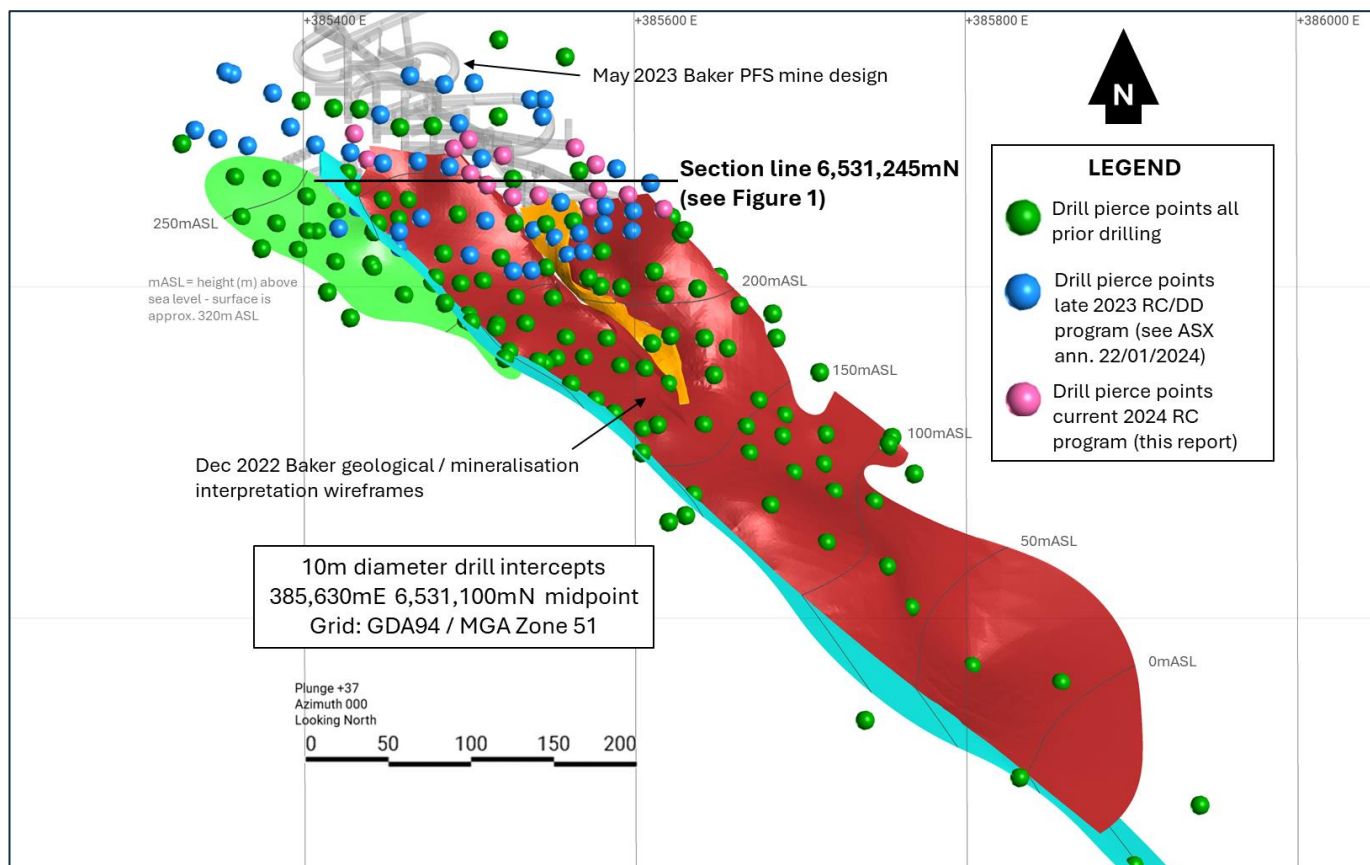 +385400 E
+385600 E
+385800 E
+386000 E
May 2023 Baker PFS mine design
N
Section line 6,531,245mN
(see Figure 1)
LEGEND
Drill pierce points all
prior drilling
Drill pierce points
late 2023 RC/DD
program (see ASX
ann. 22/01/2024)
Drill pierce points
current 2024 RC
program (this report)
250mASL
mASL = height (m) above
sea level - surface is
approx. 320m ASL
200mASL
150mASL
100mASL
50mASL
0mASL
Dec 2022 Baker geological / mineralisation
interpretation wireframes
10m diameter drill intercepts
385,630mE 6,531,100mN midpoint
Grid: GDA94 / MGA Zone 51
Plunge +37
Azimuth 000
Looking North
0 50 100 150 200